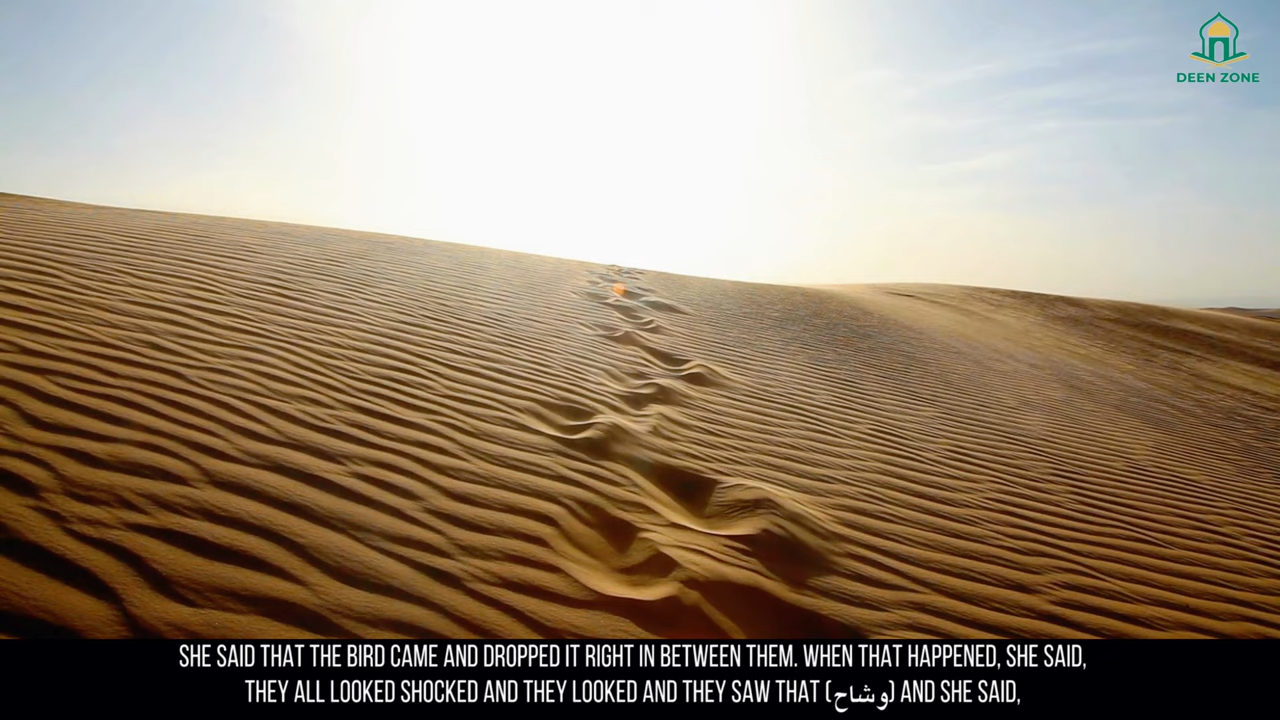 DEEN ZONE
SHE SAID THAT THE BIRD CAME AND DROPPED IT RIGHT IN BETWEEN THEM. WHEN THAT HAPPENED, SHE SAID,
THEY ALL LOOKED SHOCKED AND THEY LOOKED AND THEY SAW THAT (وشاح) AND SHE SAID,